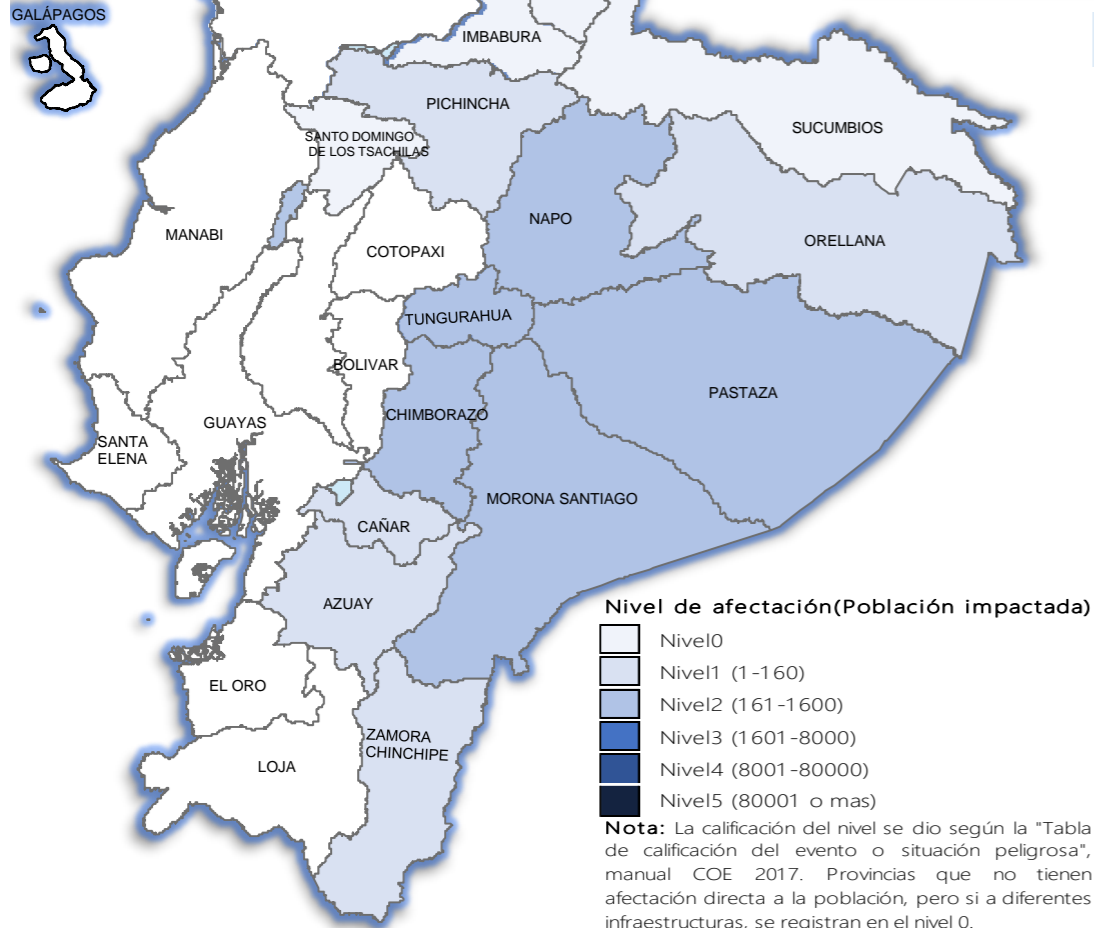 GALÁPAGOS
IMBABURA
PICHINCHA
SUCUMBIOS
SANTO DOMINGO
DE LOS TSACHILAS
NAPO
MANABI
ORELLANA
COTOPAXI
TUNGURAHUA
BOLIVAR
PASTAZA
CHIMBORAZO
GUAYAS
SANTA
ELENA
MORONA SANTIAGO
CAÑAR
AZUAY
EL ORO
ZAMORA
CHINCHIPE
LOJA
Nivel de afectación(Población impactada)
Nivel0
Nivel1 (1-160)
Nivel2 (161-1600)
Nivel3 (1601-8000)
Nivel4 (8001-80000)
Nivel5 (80001 o mas)
Nota: La calificación del nivel se dio según la "Tabla
de calificación del evento o situación peligrosa",
manual COE 2017. Provincias que no tienen
afectación directa a la población, pero si a diferentes
infraestructuras, se registran en el nivel 0.